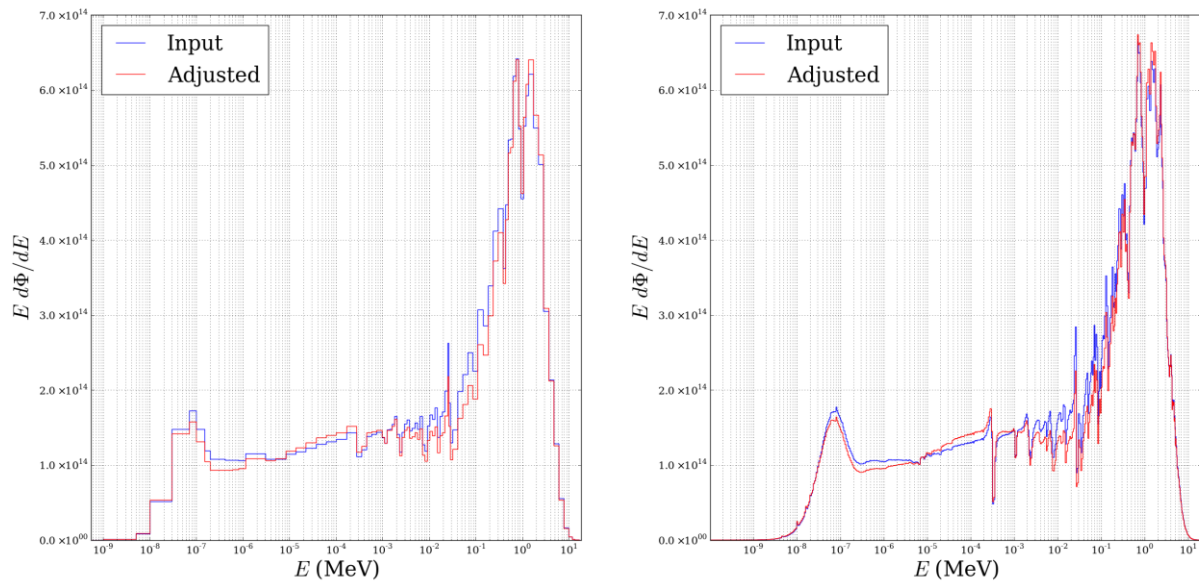 7.0 ×10¹⁴
6.0 ×10¹⁴
5.0 ×10¹⁴
4.0 ×10¹⁴
3.0 ×10¹⁴
2.0 ×10¹⁴
1.0 ×10¹⁴
0.0 ×10⁰⁰
E dΦ/dE
Input
Adjusted
10⁻⁹ 10⁻⁸ 10⁻⁷ 10⁻⁶ 10⁻⁵ 10⁻⁴ 10⁻³ 10⁻² 10⁻¹ 10⁰ 10¹
E (MeV)
7.0 ×10¹⁴
6.0 ×10¹⁴
5.0 ×10¹⁴
4.0 ×10¹⁴
3.0 ×10¹⁴
2.0 ×10¹⁴
1.0 ×10¹⁴
0.0 ×10⁰⁰
E dΦ/dE
Input
Adjusted
10⁻⁹ 10⁻⁸ 10⁻⁷ 10⁻⁶ 10⁻⁵ 10⁻⁴ 10⁻³ 10⁻² 10⁻¹ 10⁰ 10¹
E (MeV)